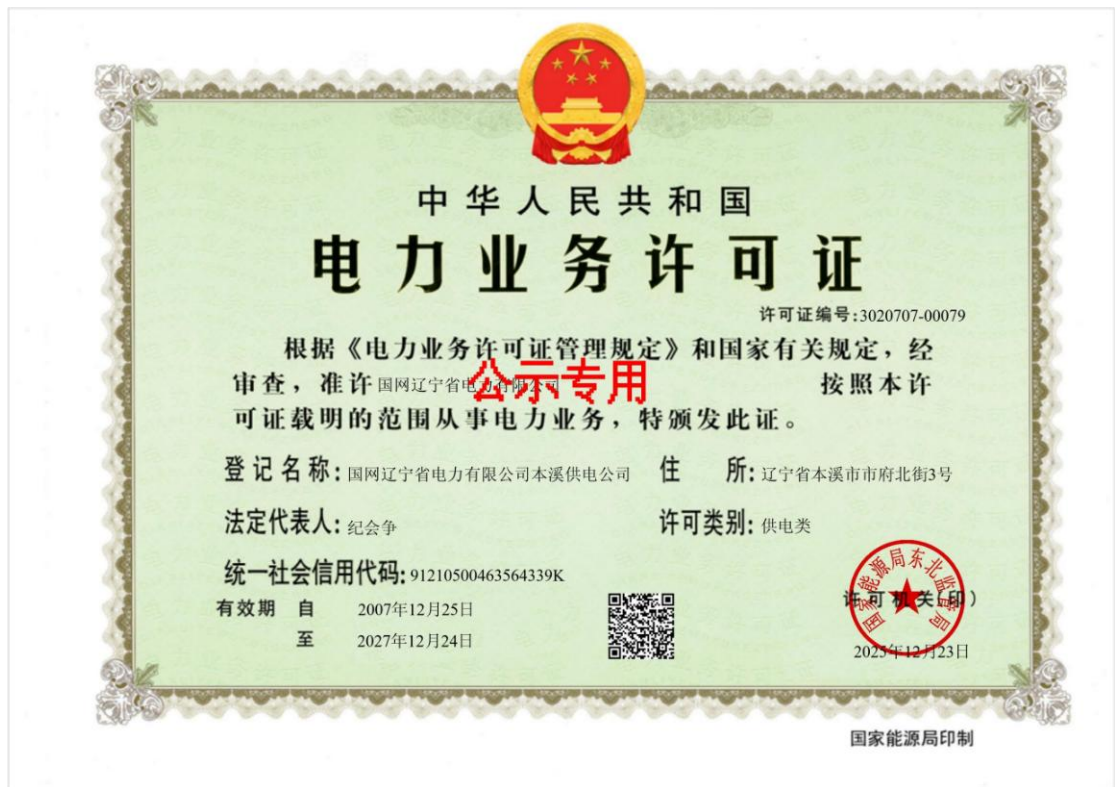 中华人民共和国
电力业务许可证
许可证编号:3020707-00079
根据《电力业务许可证管理规定》和国家有关规定，经
审查，准许国网辽宁省电力有限公司 按照本许
公示专用
可证载明的范围从事电力业务，特颁发此证。
登记名称:国网辽宁省电力有限公司本溪供电公司 住 所:辽宁省本溪市市府北街3号
法定代表人:纪会争 许可类别:供电类
统一社会信用代码:91210500463564339K
有效期 自 2007年12月25日
至 2027年12月24日
许可机关(印)
国家能源局东北监管局
2025年12月23日
国家能源局印制